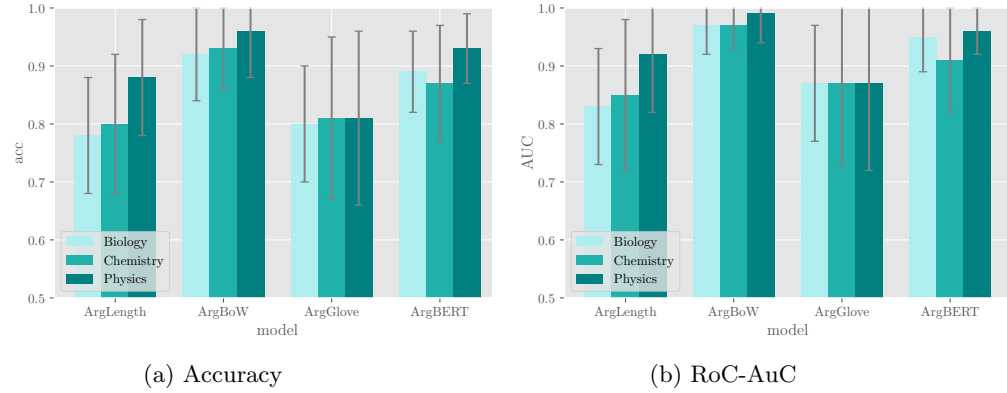 1.0
0.9
0.8
0.7
0.6
0.5
acc
Biology
Chemistry
Physics
ArgLength ArgBoW ArgGlove ArgBERT
model
(a) Accuracy
1.0
0.9
0.8
0.7
0.6
0.5
AUC
Biology
Chemistry
Physics
ArgLength ArgBoW ArgGlove ArgBERT
model
(b) RoC-AuC